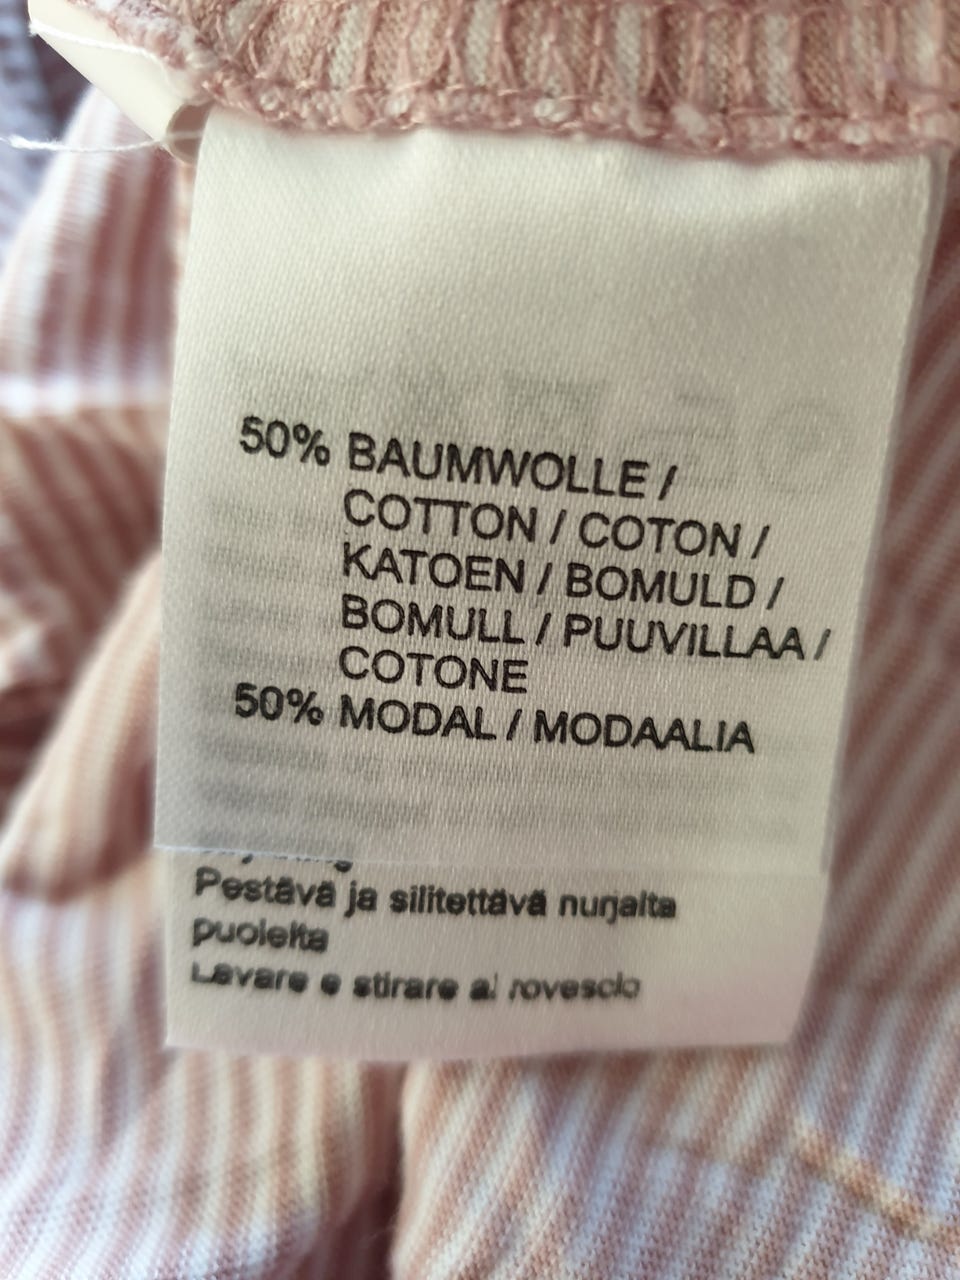 50% BAUMWOLLE /
COTTON / COTON /
KATOEN / BOMULD /
BOMULL / PUUVILLAA /
COTONE
50% MODAL / MODAALIA
Pestävä ja silitettävä nurjalta
puolelta
Lavare e stirare al rovescio